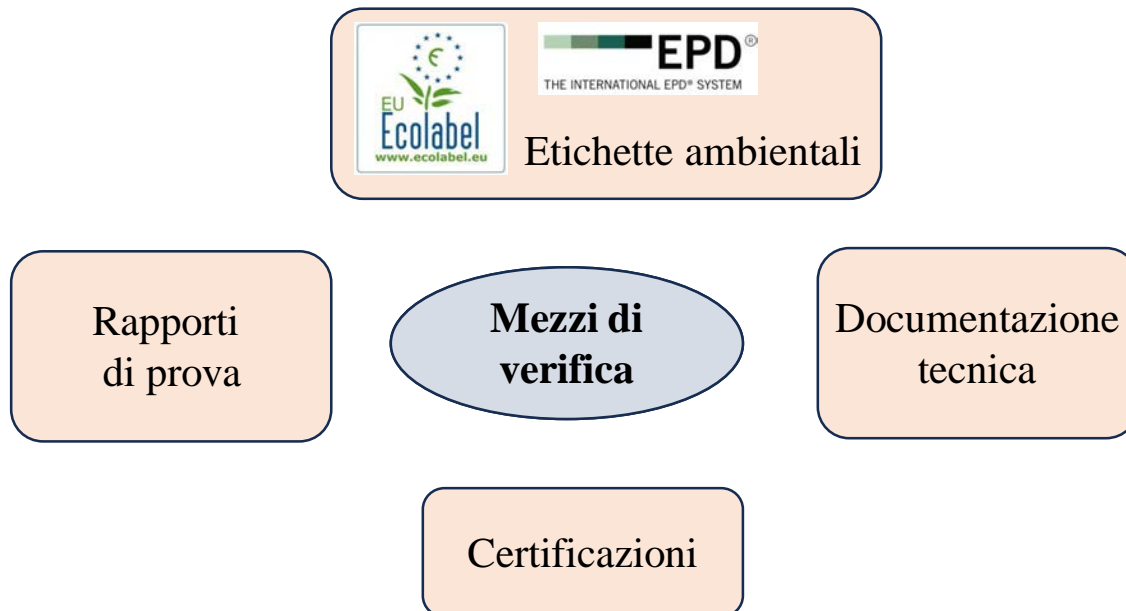 EPD®
THE INTERNATIONAL EPD® SYSTEM
EU
Ecolabel
www.ecolabel.eu
Etichette ambientali
Rapporti
di prova
Mezzi di
verifica
Documentazione
tecnica
Certificazioni